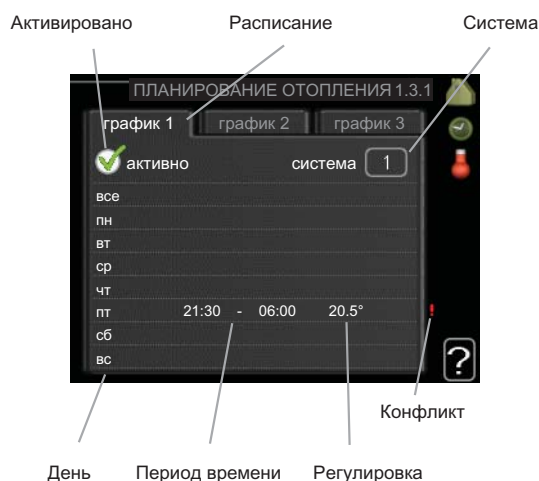 Активировано Расписание Система
ПЛАНИРОВАНИЕ ОТОПЛЕНИЯ 1.3.1
график 1 график 2 график 3
активно система 1
все
пн
вт
ср
чт
пт 21:30 - 06:00 20.5° !
сб
вс
?
Конфликт
День Период времени Регулировка